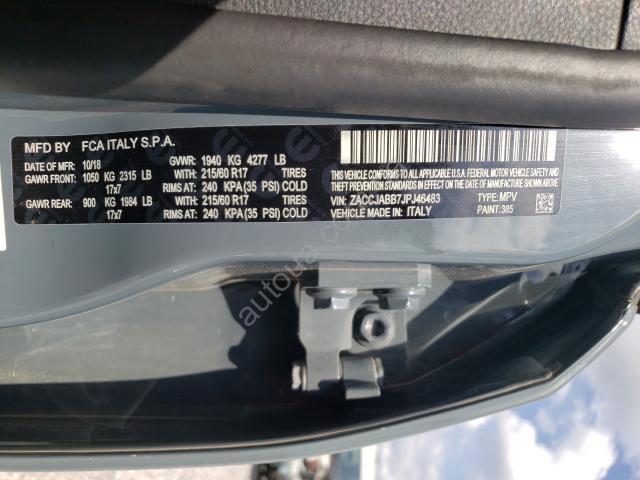 MFD BY FCA ITALY S.P.A.
DATE OF MFR: 10/18 GVWR: 1940 KG 4277 LB
GAWR FRONT: 1050 KG 2315 LB WITH: 215/60 R17 TIRES
17x7 RIMS AT: 240 KPA (35 PSI) COLD
GAWR REAR: 900 KG 1984 LB WITH: 215/60 R17 TIRES
17x7 RIMS AT: 240 KPA (35 PSI) COLD
THIS VEHICLE CONFORMS TO ALL APPLICABLE U.S.A. FEDERAL MOTOR
VEHICLE SAFETY, BUMPER, AND THEFT PREVENTION STANDARDS IN
EFFECT ON THE DATE OF MANUFACTURE SHOWN ABOVE.
VIN: ZACCJABB7JPJ46483 TYPE: MPV
MADE IN: ITALY PAINT: 385